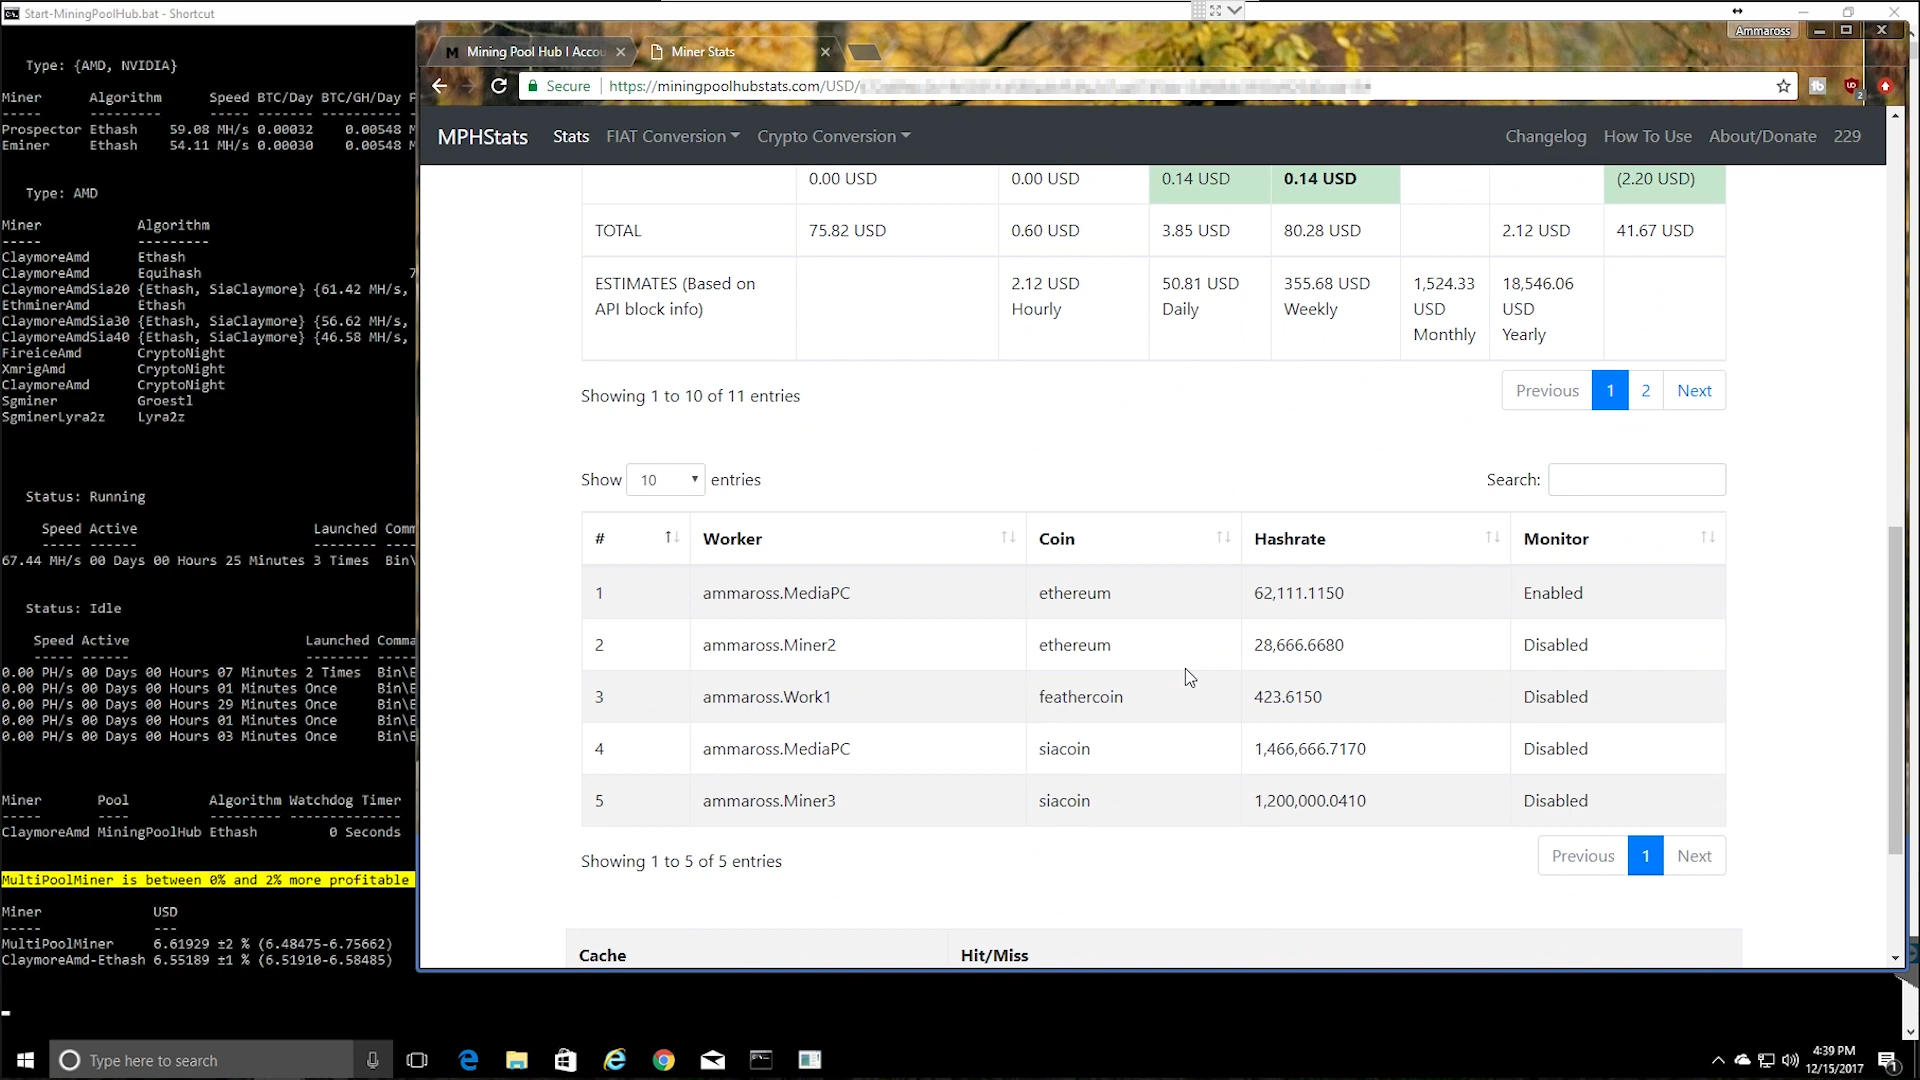 Start-MiningPoolHub.bat - Shortcut
Type: {AMD, NVIDIA}
Miner Algorithm Speed BTC/Day BTC/GH/Day P
Prospector Ethash 59.08 MH/s 0.00032 0.00548 M
Eminer Ethash 54.11 MH/s 0.00030 0.00548 M
Type: AMD
Miner Algorithm
ClaymoreAmd Ethash
ClaymoreAmd Equihash 7
ClaymoreAmdSia20 {Ethash, SiaClaymore} {61.42 MH/s,
EthminerAmd Ethash
ClaymoreAmdSia30 {Ethash, SiaClaymore} {56.62 MH/s,
ClaymoreAmdSia40 {Ethash, SiaClaymore} {46.58 MH/s,
FireiceAmd CryptoNight
XmrigAmd CryptoNight
ClaymoreAmd CryptoNight
Sgminer Groestl
SgminerLyra2z Lyra2z
Status: Running
Speed Active Launched Comm
67.44 MH/s 00 Days 00 Hours 25 Minutes 3 Times Bin\
Status: Idle
Speed Active Launched Comma
0.00 PH/s 00 Days 00 Hours 07 Minutes 2 Times Bin\E
0.00 PH/s 00 Days 00 Hours 01 Minutes Once Bin\E
0.00 PH/s 00 Days 00 Hours 29 Minutes Once Bin\E
0.00 PH/s 00 Days 00 Hours 01 Minutes Once Bin\E
0.00 PH/s 00 Days 00 Hours 03 Minutes Once Bin\E
Miner Pool Algorithm Watchdog Timer
ClaymoreAmd MiningPoolHub Ethash 0 Seconds
MultiPoolMiner is between 0% and 2% more profitable
Miner USD
MultiPoolMiner 6.61929 ±2 % (6.48475-6.75662)
ClaymoreAmd-Ethash 6.55189 ±1 % (6.51910-6.58485)
Ammaross
Mining Pool Hub | Accou
Miner Stats
Secure https://miningpoolhubstats.com/USD/
MPHStats Stats FIAT Conversion Crypto Conversion Changelog How To Use About/Donate 229
0.00 USD 0.00 USD 0.14 USD 0.14 USD (2.20 USD)
TOTAL 75.82 USD 0.60 USD 3.85 USD 80.28 USD 2.12 USD 41.67 USD
ESTIMATES (Based on 2.12 USD 50.81 USD 355.68 USD 1,524.33 18,546.06
API block info) Hourly Daily Weekly USD USD
Monthly Yearly
Showing 1 to 10 of 11 entries
Previous 1 2 Next
Show 10 entries
Search:
# Worker Coin Hashrate Monitor
1 ammaross.MediaPC ethereum 62,111.1150 Enabled
2 ammaross.Miner2 ethereum 28,666.6680 Disabled
3 ammaross.Work1 feathercoin 423.6150 Disabled
4 ammaross.MediaPC siacoin 1,466,666.7170 Disabled
5 ammaross.Miner3 siacoin 1,200,000.0410 Disabled
Showing 1 to 5 of 5 entries
Previous 1 Next
Cache Hit/Miss
Type here to search
4:39 PM
12/15/2017